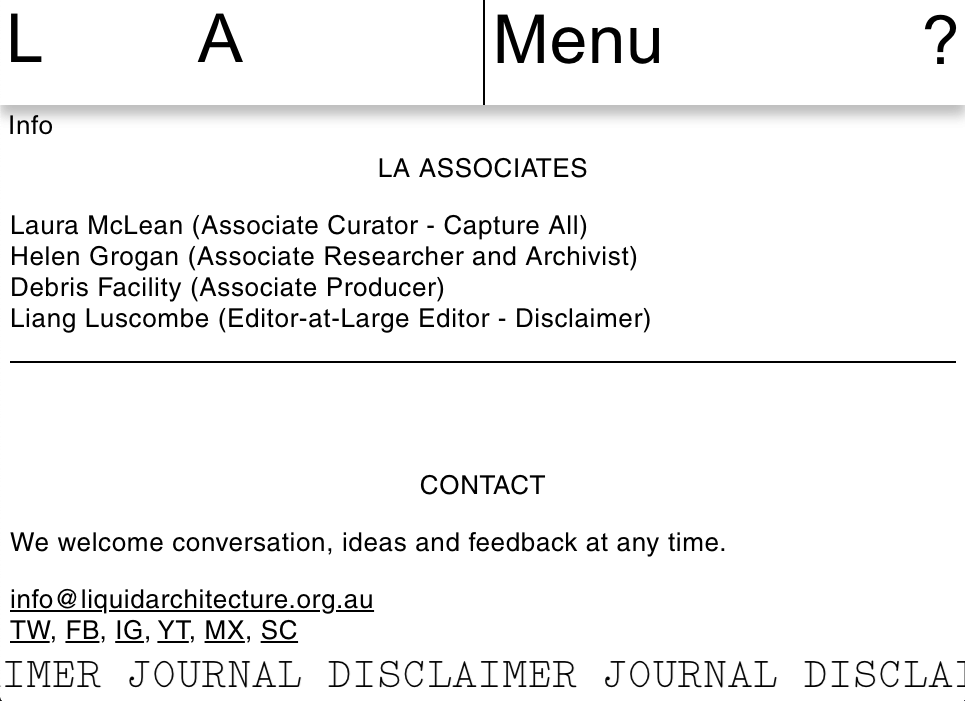 L A Menu ?
Info
LA ASSOCIATES
Laura McLean (Associate Curator - Capture All)
Helen Grogan (Associate Researcher and Archivist)
Debris Facility (Associate Producer)
Liang Luscombe (Editor-at-Large Editor - Disclaimer)
CONTACT
We welcome conversation, ideas and feedback at any time.
info@liquidarchitecture.org.au
TW, FB, IG, YT, MX, SC
IMER JOURNAL DISCLAIMER JOURNAL DISCLAI